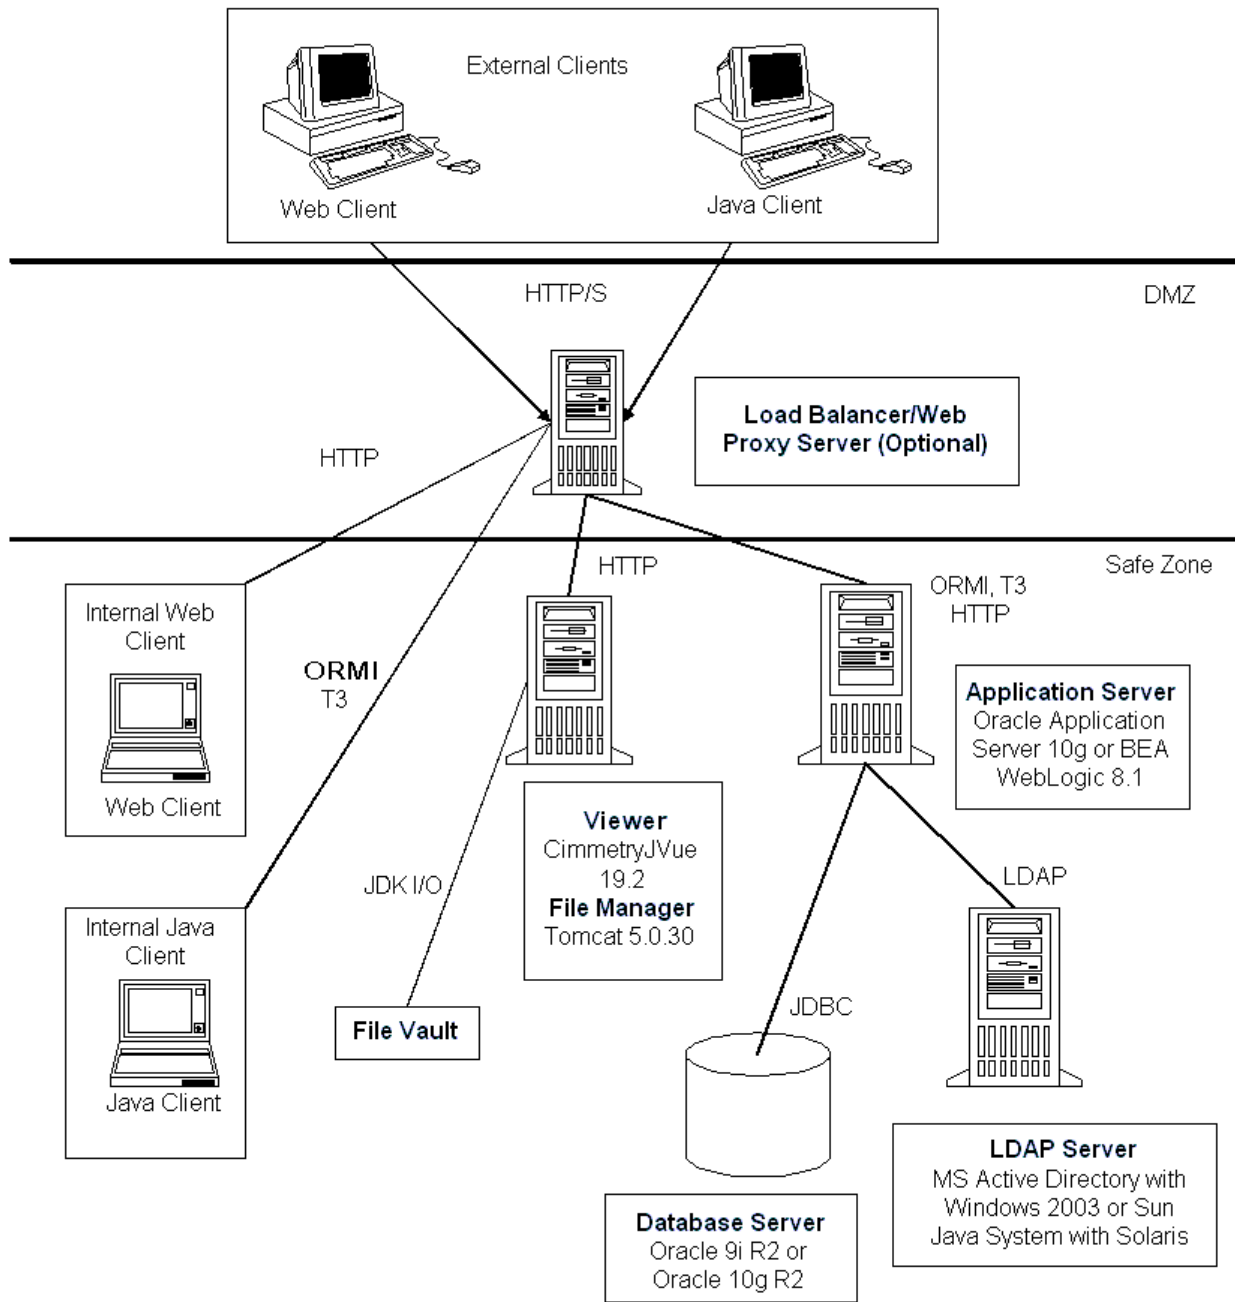 External Clients
Web Client
Java Client
HTTP/S
DMZ
Load Balancer/Web
Proxy Server (Optional)
HTTP
HTTP
Safe Zone
ORMI, T3
HTTP
Internal Web
Client
Web Client
ORMI
T3
Application Server
Oracle Application
Server 10g or BEA
WebLogic 8.1
Viewer
CimmetryJVue
19.2
File Manager
Tomcat 5.0.30
JDK I/O
LDAP
Internal Java
Client
Java Client
File Vault
JDBC
LDAP Server
MS Active Directory with
Windows 2003 or Sun
Java System with Solaris
Database Server
Oracle 9i R2 or
Oracle 10g R2